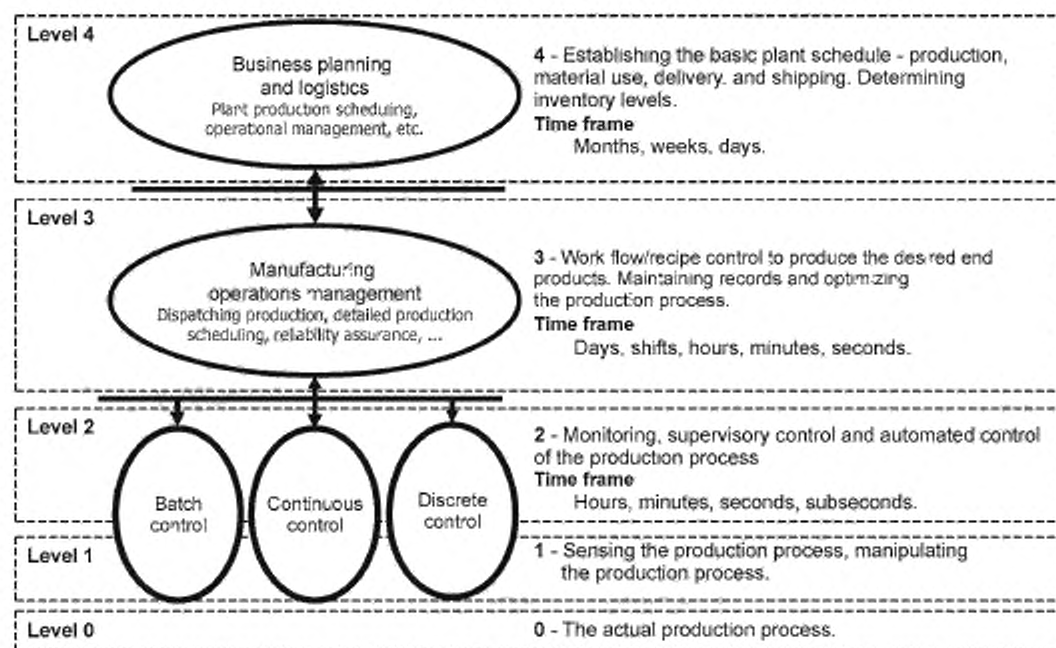 Level 4
Business planning
and logistics
Plant production scheduling,
operational management, etc.
4 - Establishing the basic plant schedule - production,
material use, delivery. and shipping. Determining
inventory levels.
Time frame
Months, weeks, days.
Level 3
Manufacturing
operations management
Dispatching production, detailed production
scheduling, reliability assurance, ...
3 - Work flow/recipe control to produce the desired end
products. Maintaining records and optimizing
the production process.
Time frame
Days, shifts, hours, minutes, seconds.
Level 2
Batch
control
Continuous
control
Discrete
control
2 - Monitoring, supervisory control and automated control
of the production process
Time frame
Hours, minutes, seconds, subseconds.
Level 1
1 - Sensing the production process, manipulating
the production process.
Level 0
0 - The actual production process.